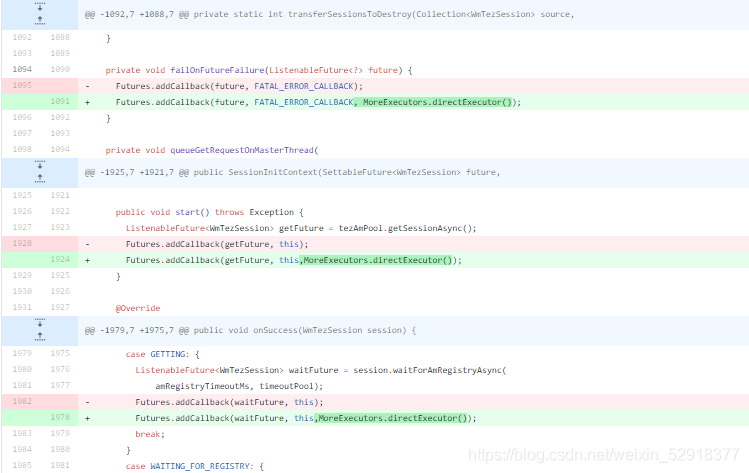 @@ -1092,7 +1088,7 @@ private static int transferSessionsToDestroy(Collection<WmTezSession> source,
1092 1088 }
1093 1089
1094 1090 private void failOnFutureFailure(ListenableFuture<?> future) {
1095 - Futures.addCallback(future, FATAL_ERROR_CALLBACK);
1091 + Futures.addCallback(future, FATAL_ERROR_CALLBACK, MoreExecutors.directExecutor());
1096 1092 }
1097 1093
1098 1094 private void queueGetRequestOnMasterThread(
@@ -1925,7 +1921,7 @@ public SessionInitContext(SettableFuture<WmTezSession> future,
1925 1921
1926 1922 public void start() throws Exception {
1927 1923 ListenableFuture<WmTezSession> getFuture = tezAmPool.getSessionAsync();
1928 - Futures.addCallback(getFuture, this);
1924 + Futures.addCallback(getFuture, this,MoreExecutors.directExecutor());
1929 1925 }
1930 1926
1931 1927 @Override
@@ -1979,7 +1975,7 @@ public void onSuccess(WmTezSession session) {
1979 1975 case GETTING: {
1980 1976 ListenableFuture<WmTezSession> waitFuture = session.waitForAmRegistryAsync(
1981 1977 amRegistryTimeoutMs, timeoutPool);
1982 - Futures.addCallback(waitFuture, this);
1978 + Futures.addCallback(waitFuture, this,MoreExecutors.directExecutor());
1983 1979 break;
1984 1980 }
1985 1981 case WAITING_FOR_REGISTRY: {
https://blog.csdn.net/weixin_52918377